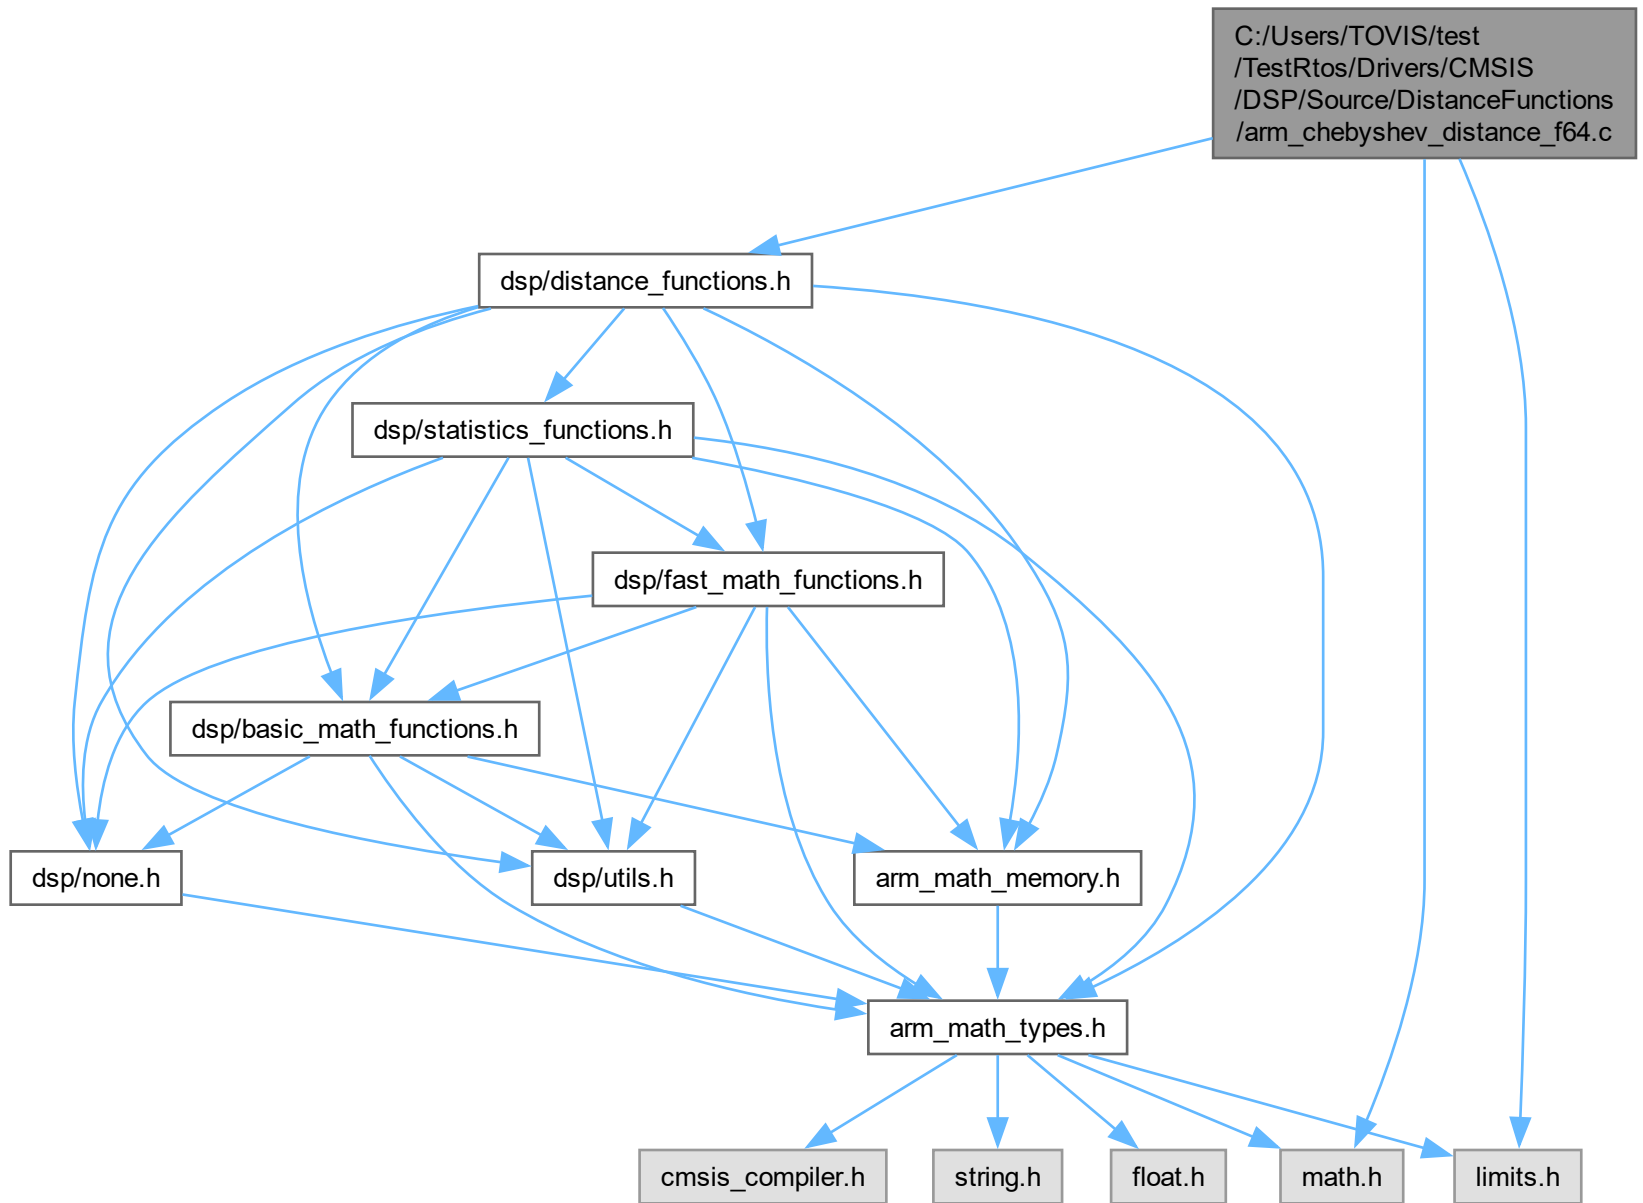 C:/Users/TOVIS/test
/TestRtos/Drivers/CMSIS
/DSP/Source/DistanceFunctions
/arm_chebyshev_distance_f64.c
dsp/distance_functions.h
dsp/statistics_functions.h
dsp/fast_math_functions.h
dsp/basic_math_functions.h
dsp/none.h
dsp/utils.h
arm_math_memory.h
arm_math_types.h
cmsis_compiler.h
string.h
float.h
math.h
limits.h